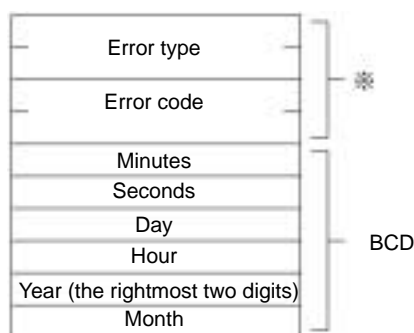 Error type
※
Error code
Minutes
Seconds
Day
BCD
Hour
Year (the rightmost two digits)
Month